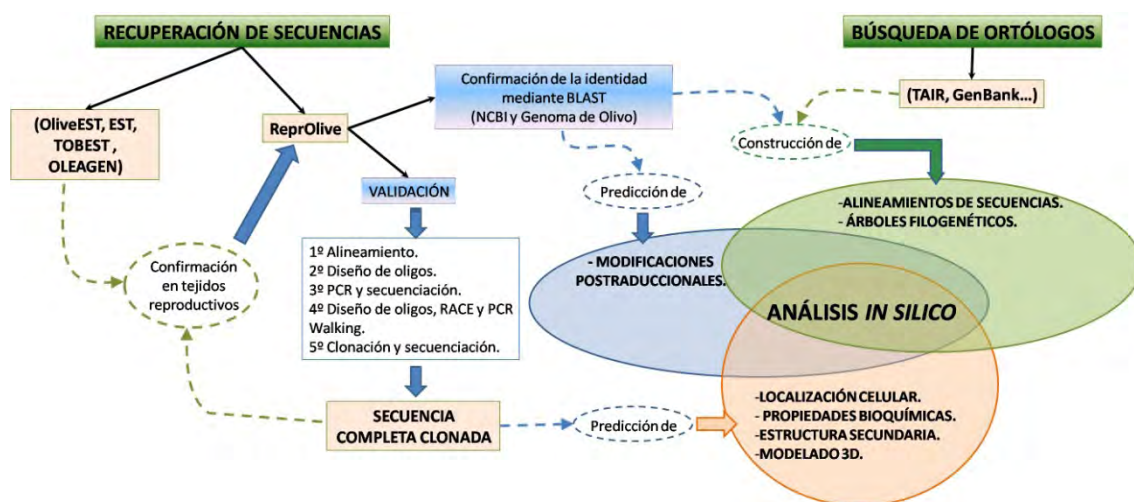 RECUPERACIÓN DE SECUENCIAS
BÚSQUEDA DE ORTÓLOGOS
(OliveEST, EST,
TOBEST ,
OLEAGEN)
ReprOlive
Confirmación de la identidad
mediante BLAST
(NCBI y Genoma de Olivo)
(TAIR, GenBank...)
Construcción de
Predicción de
VALIDACIÓN
-ALINEAMIENTOS DE SECUENCIAS.
- ÁRBOLES FILOGENÉTICOS.
Confirmación
en tejidos
reproductivos
1º Alineamiento.
2º Diseño de oligos.
3º PCR y secuenciación.
4º Diseño de oligos, RACE y PCR
Walking.
5º Clonación y secuenciación.
- MODIFICACIONES
POSTRADUCCIONALES.
ANÁLISIS IN SILICO
SECUENCIA
COMPLETA CLONADA
Predicción de
-LOCALIZACIÓN CELULAR.
- PROPIEDADES BIOQUÍMICAS.
-ESTRUCTURA SECUNDARIA.
-MODELADO 3D.